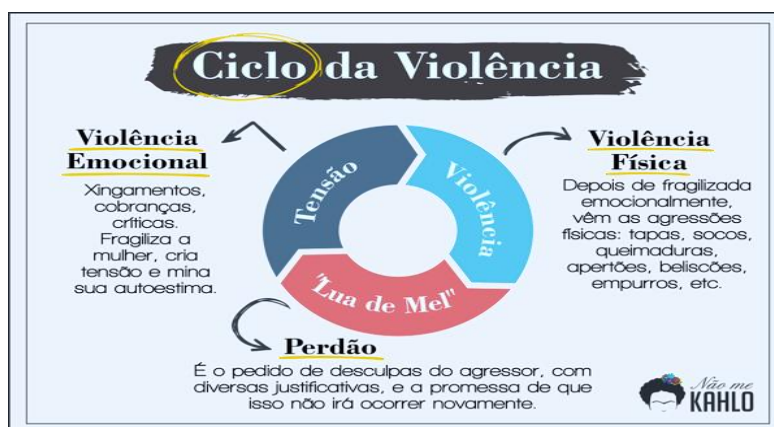 Ciclo da Violência
Violência
Emocional
Xingamentos,
cobranças,
críticas.
Fragiliza a
mulher, cria
tensão e mina
sua autoestima.
Tensão
Violência
"Lua de Mel"
Violência
Física
Depois de fragilizada
emocionalmente,
vêm as agressões
físicas: tapas, socos,
queimaduras,
apertões, beliscões,
empurros, etc.
Perdão
É o pedido de desculpas do agressor, com
diversas justificativas, e a promessa de que
isso não irá ocorrer novamente.
Não me
KAHLO